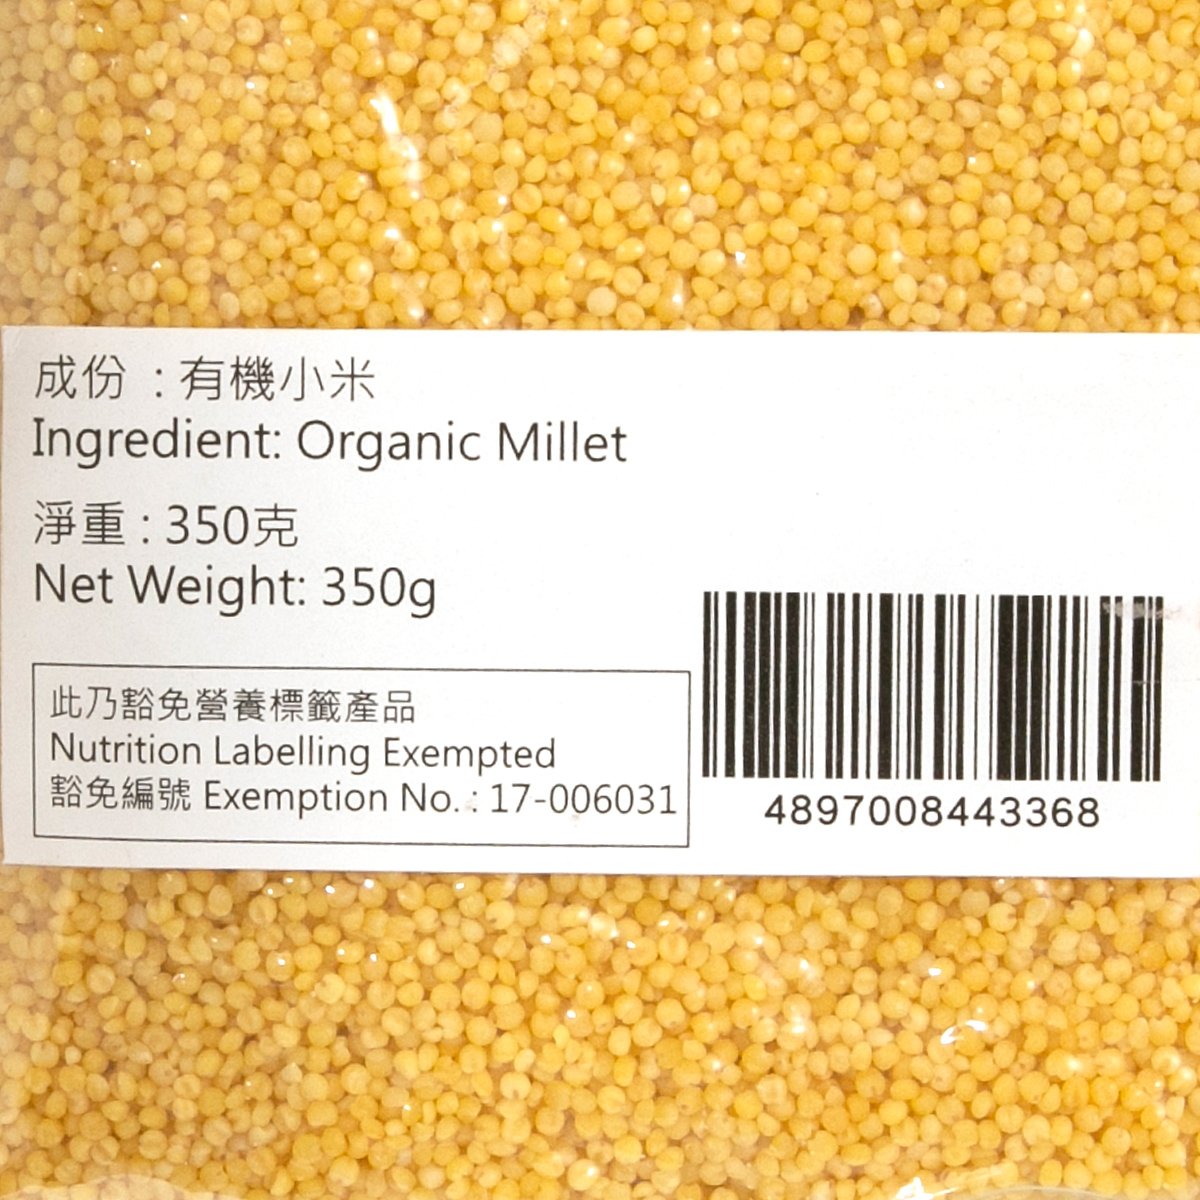 成份 : 有機小米
Ingredient: Organic Millet
淨重 : 350克
Net Weight: 350g
此乃豁免營養標籤產品
Nutrition Labelling Exempted
豁免編號 Exemption No. : 17-006031
4897008443368